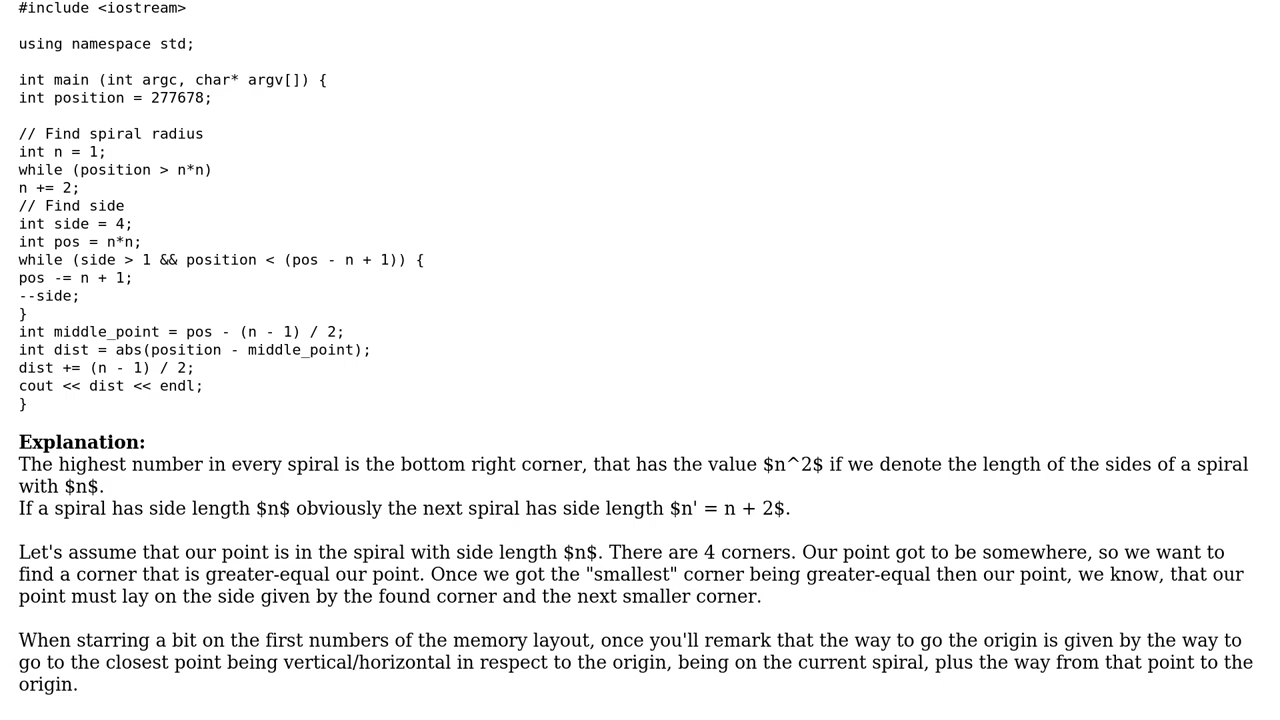 #include <iostream>
using namespace std;
int main (int argc, char* argv[]) {
int position = 277678;
// Find spiral radius
int n = 1;
while (position > n*n)
n += 2;
// Find side
int side = 4;
int pos = n*n;
while (side > 1 && position < (pos - n + 1)) {
pos -= n + 1;
--side;
}
int middle_point = pos - (n - 1) / 2;
int dist = abs(position - middle_point);
dist += (n - 1) / 2;
cout << dist << endl;
}
Explanation:
The highest number in every spiral is the bottom right corner, that has the value $n^2$ if we denote the length of the sides of a spiral
with $n$.
If a spiral has side length $n$ obviously the next spiral has side length $n' = n + 2$.
Let's assume that our point is in the spiral with side length $n$. There are 4 corners. Our point got to be somewhere, so we want to
find a corner that is greater-equal our point. Once we got the "smallest" corner being greater-equal then our point, we know, that our
point must lay on the side given by the found corner and the next smaller corner.
When starring a bit on the first numbers of the memory layout, once you'll remark that the way to go the origin is given by the way to
go to the closest point being vertical/horizontal in respect to the origin, being on the current spiral, plus the way from that point to the
origin.